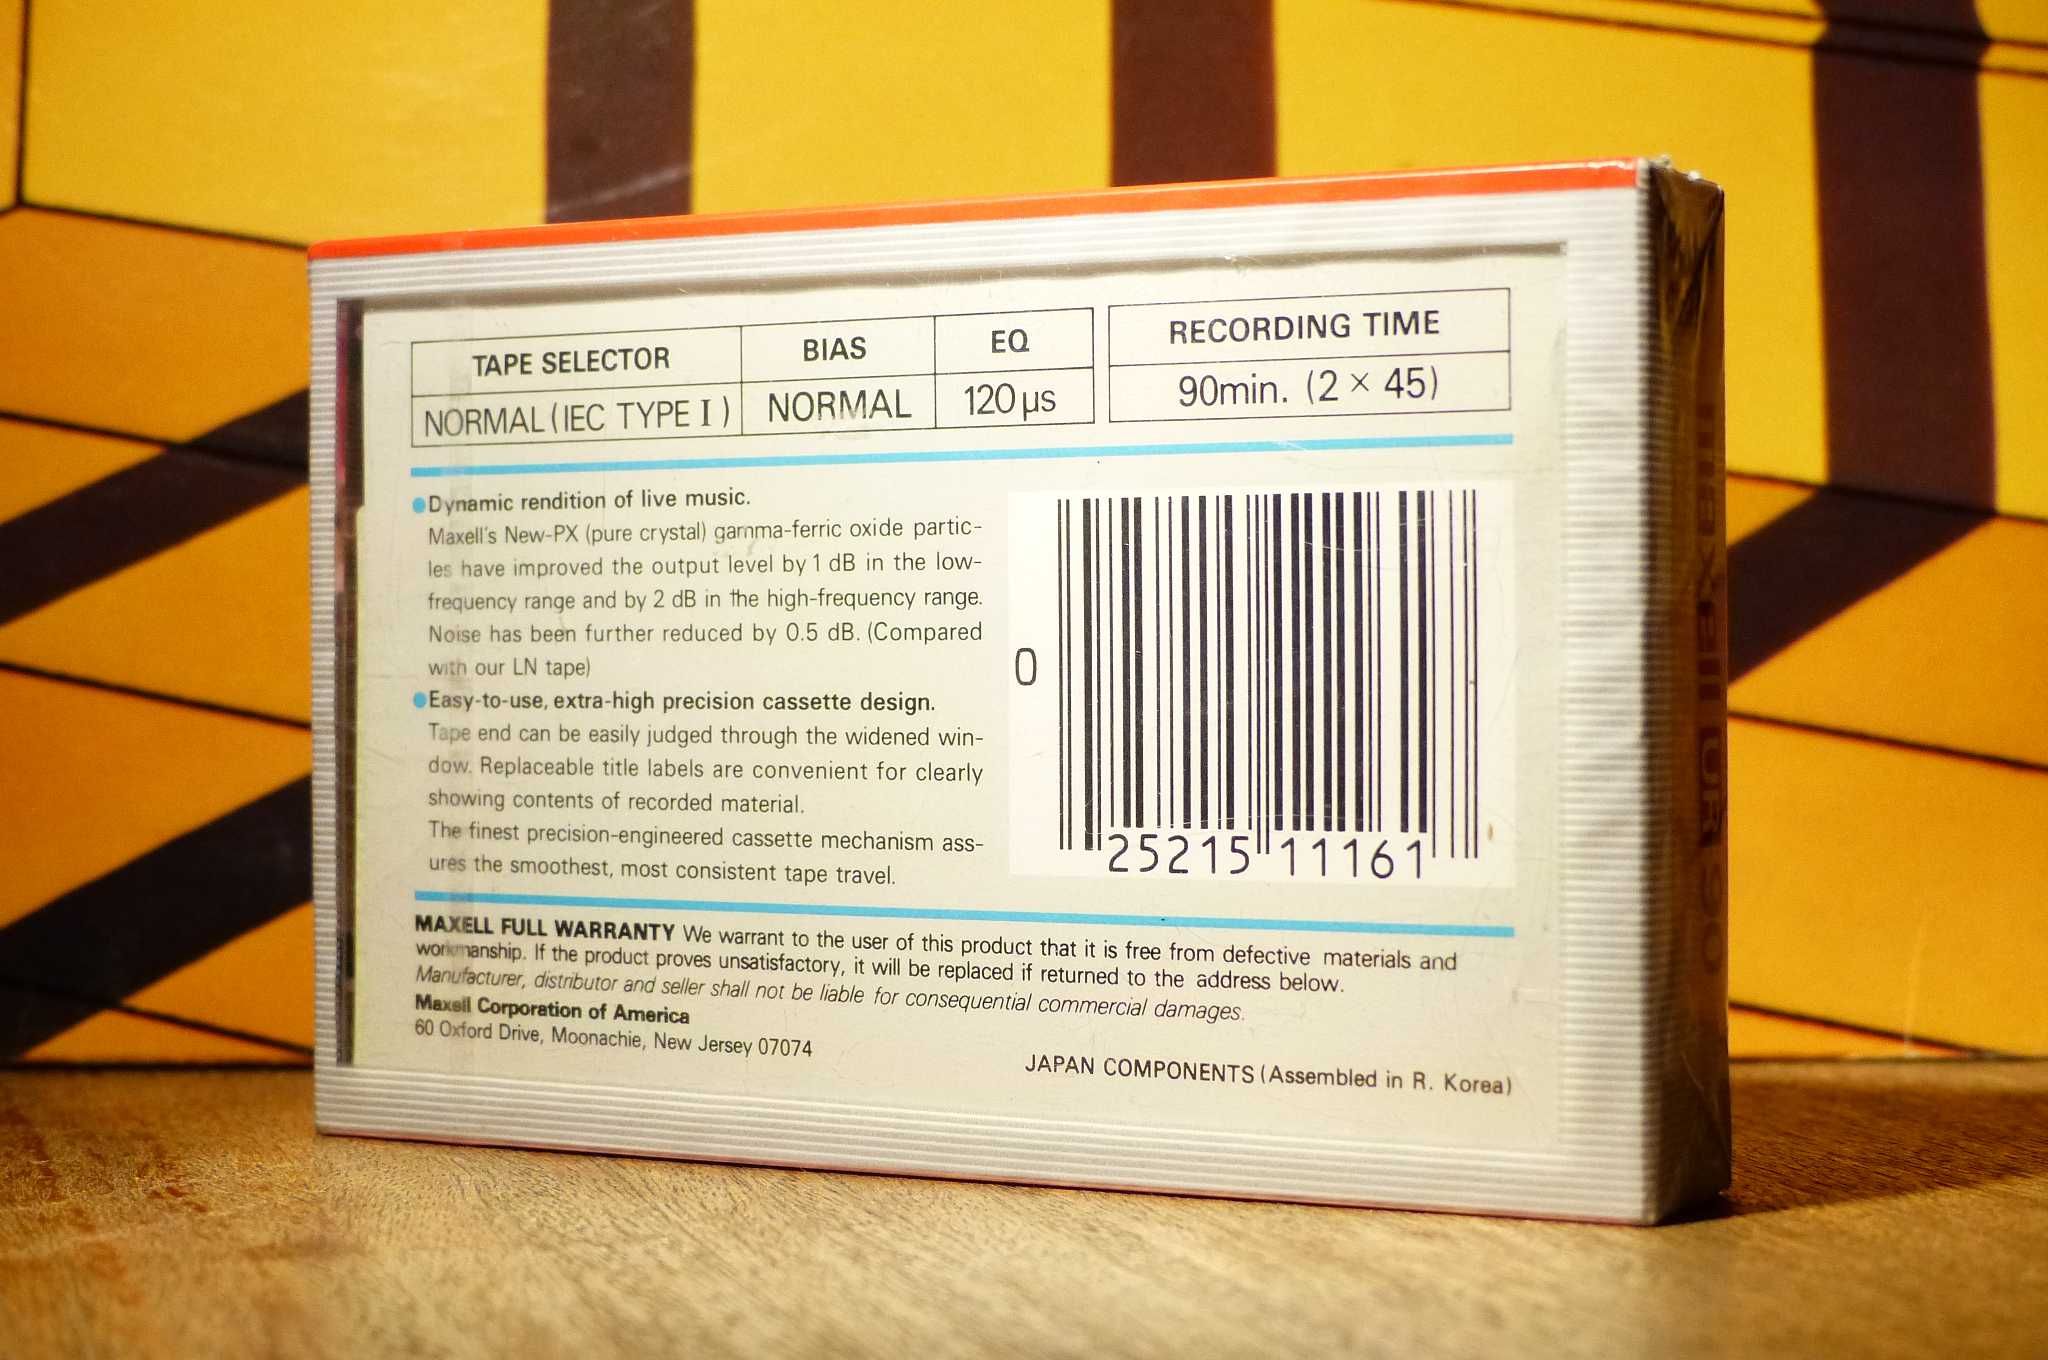 TAPE SELECTOR BIAS EQ RECORDING TIME
NORMAL (IEC TYPE I) NORMAL 120μs 90min. (2 × 45)
Dynamic rendition of live music.
Maxell's New-PX (pure crystal) gamma-ferric oxide partic-
les have improved the output level by 1 dB in the low-
frequency range and by 2 dB in the high-frequency range.
Noise has been further reduced by 0.5 dB. (Compared
with our LN tape)
Easy-to-use, extra-high precision cassette design.
Tape end can be easily judged through the widened win-
dow. Replaceable title labels are convenient for clearly
showing contents of recorded material.
The finest precision-engineered cassette mechanism ass-
ures the smoothest, most consistent tape travel.
0 25215 11161
MAXELL FULL WARRANTY We warrant to the user of this product that it is free from defective materials and
workmanship. If the product proves unsatisfactory, it will be replaced if returned to the address below.
Manufacturer, distributor and seller shall not be liable for consequential commercial damages.
Maxell Corporation of America
60 Oxford Drive, Moonachie, New Jersey 07074
JAPAN COMPONENTS (Assembled in R. Korea)
maxell UR 90